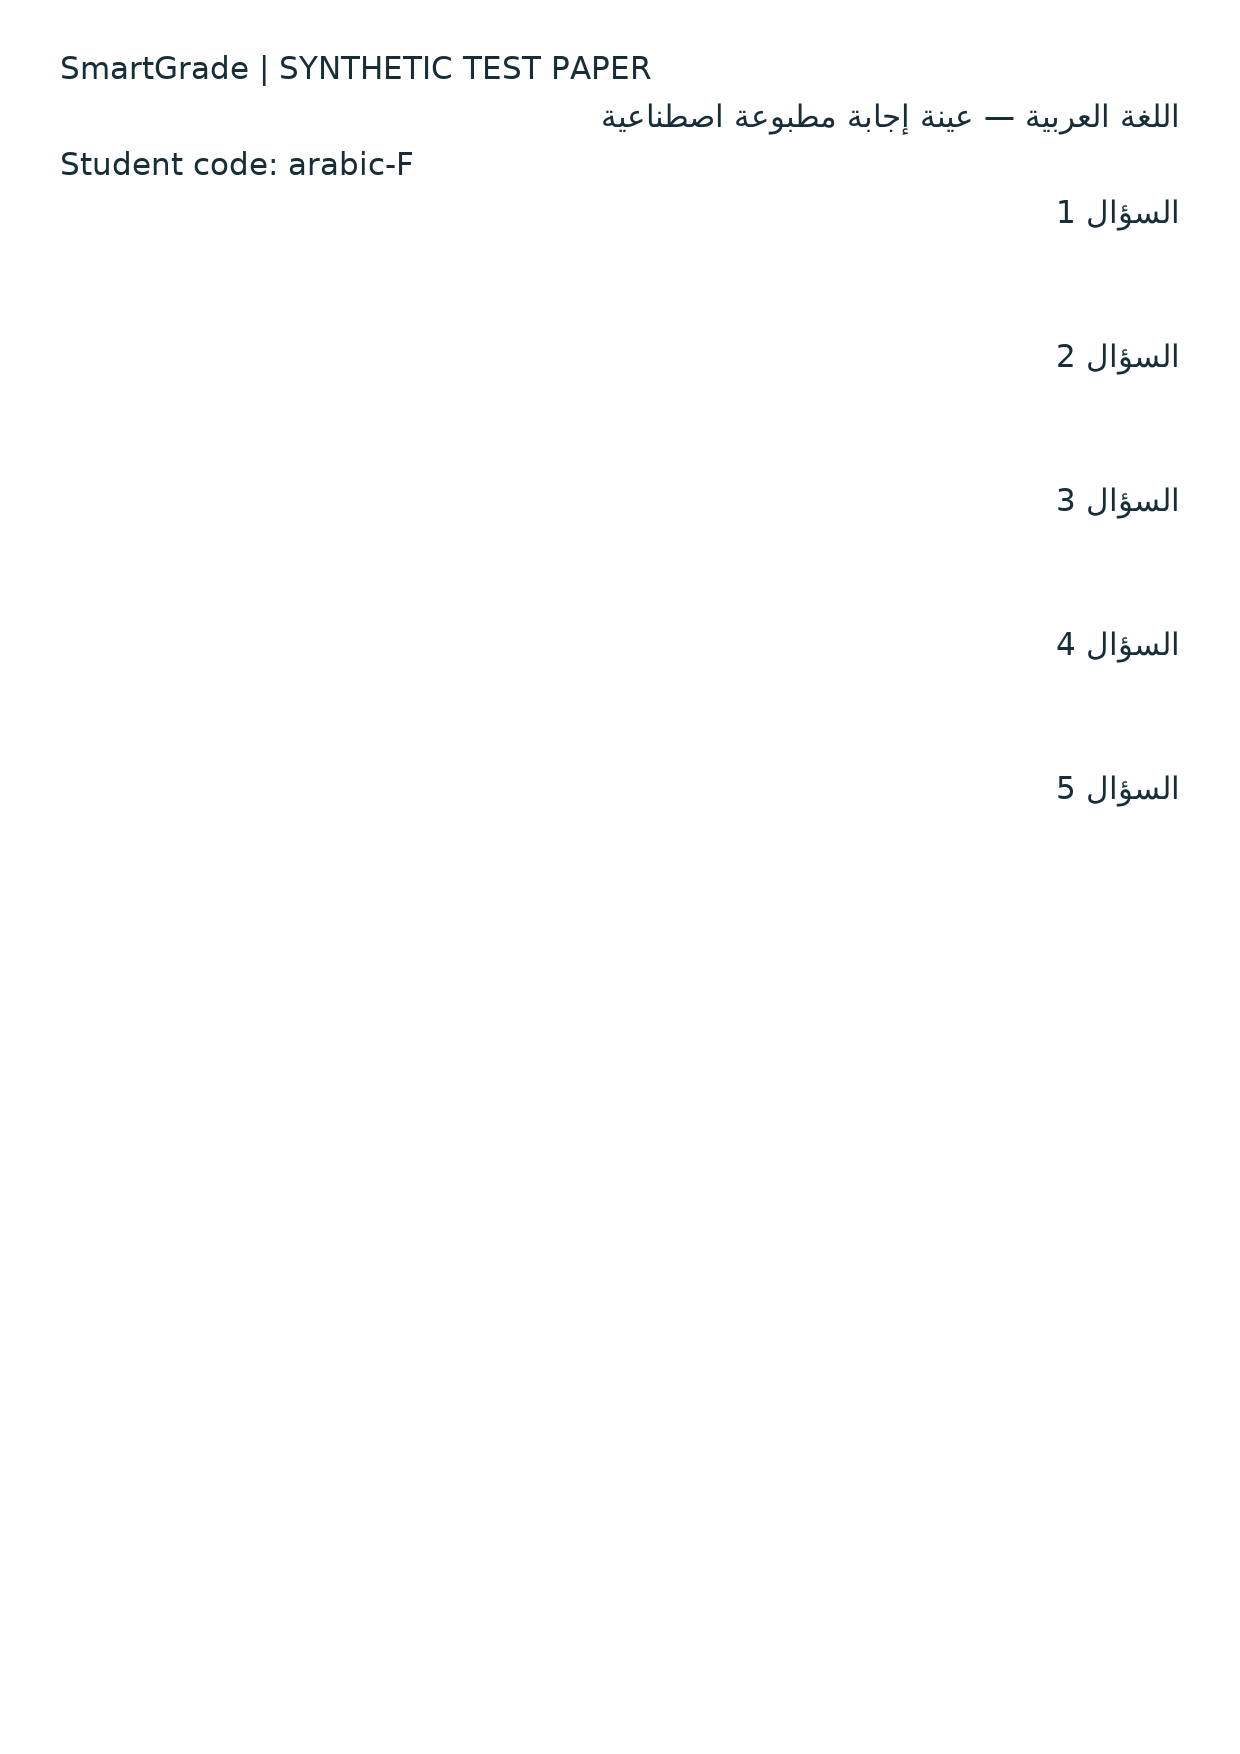 SmartGrade | SYNTHETIC TEST PAPER
اللغة العربية — عينة إجابة مطبوعة اصطناعية
Student code: arabic-F
السؤال 1
السؤال 2
السؤال 3
السؤال 4
السؤال 5